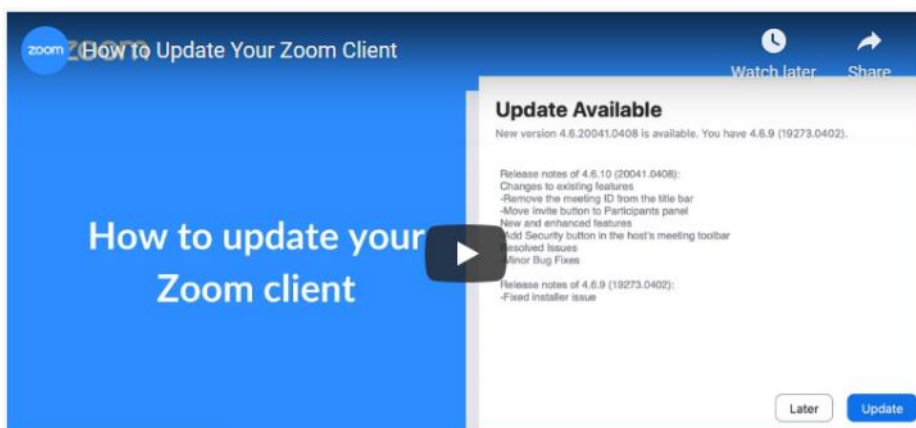 zoom
zoom
How to Update Your Zoom Client
Watch later
Share
How to update your
Zoom client
Update Available
New version 4.6.20041.0408 is available. You have 4.6.9 (19273.0402).
Release notes of 4.6.10 (20041.0408):
Changes to existing features
-Remove the meeting ID from the title bar
-Move Invite button to Participants panel
New and enhanced features
-Add Security button in the host's meeting toolbar
Resolved Issues
-Minor Bug Fixes
Release notes of 4.6.9 (19273.0402):
-Fixed installer issue
Later
Update